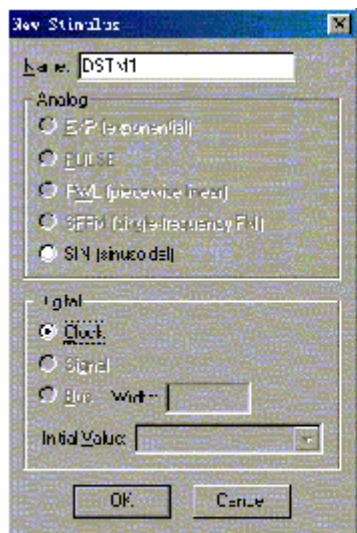 New Stimulus
Name: DSTM1
Analog
EXP (exponential)
PULSE
PWL (piecewise linear)
SFFM (single-frequency FM)
SIN (sinusoidal)
Digital
Clock
Signal
Bus Width:
Initial Value:
OK Cancel